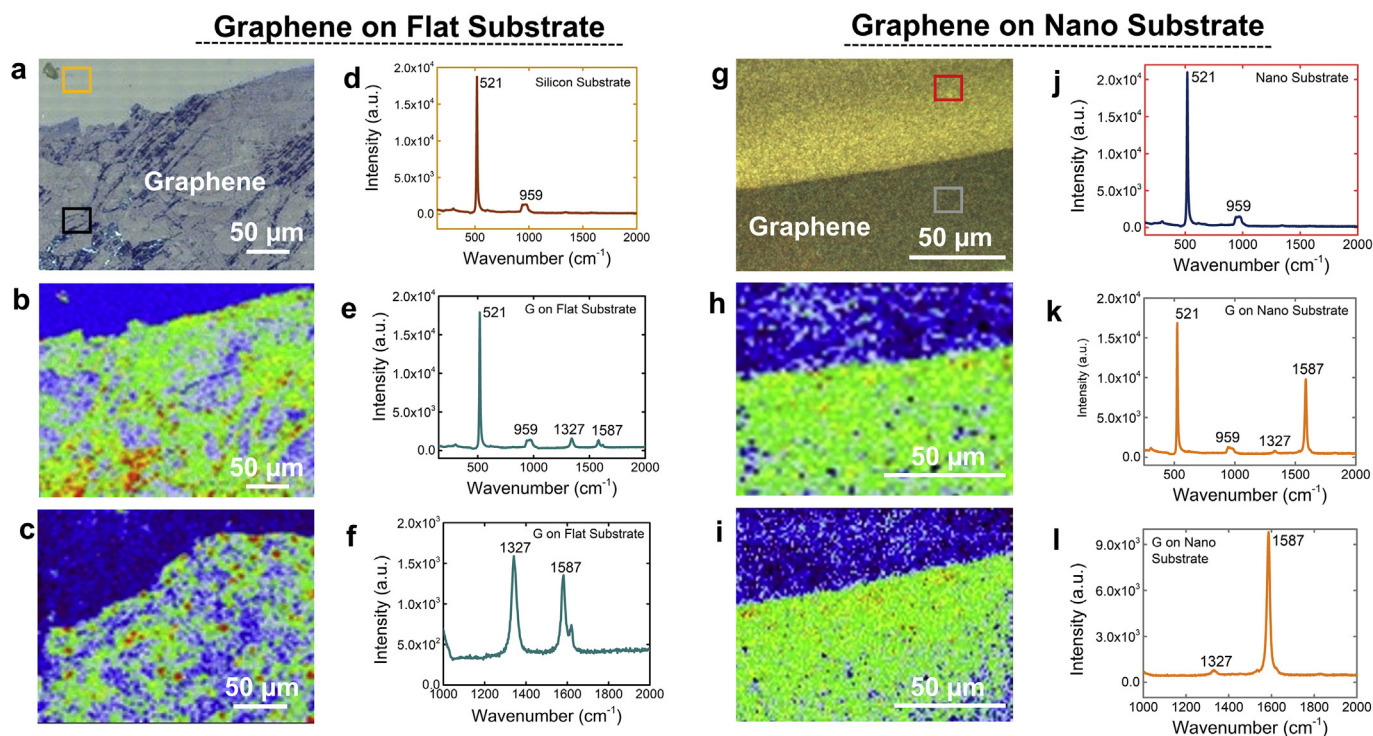 Graphene on Flat Substrate
Graphene on Nano Substrate
a
Graphene
50 µm
b
50 µm
c
50 µm
d
Silicon Substrate
521
959
2.0x10⁴
1.5x10⁴
1.0x10⁴
5.0x10³
0.0
Intensity (a.u.)
500 1000 1500 2000
Wavenumber (cm⁻¹)
e
G on Flat Substrate
521
959
1327
1587
2.0x10⁴
1.5x10⁴
1.0x10⁴
5.0x10³
0.0
Intensity (a.u.)
500 1000 1500 2000
Wavenumber (cm⁻¹)
f
G on Flat Substrate
1327
1587
2.0x10³
1.5x10³
1.0x10³
5.0x10²
0.0
Intensity (a.u.)
1000 1200 1400 1600 1800 2000
Wavenumber (cm⁻¹)
g
Graphene
50 µm
h
50 µm
i
50 µm
j
Nano Substrate
521
959
2.0x10⁴
1.5x10⁴
1.0x10⁴
5.0x10³
0.0
Intensity (a.u.)
500 1000 1500 2000
Wavenumber (cm⁻¹)
k
G on Nano Substrate
521
959
1327
1587
2.0x10⁴
1.5x10⁴
1.0x10⁴
5.0x10³
0.0
Intensity (a.u.)
500 1000 1500 2000
Wavenumber (cm⁻¹)
l
G on Nano
Substrate
1327
1587
9.0x10³
6.0x10³
3.0x10³
0.0
Intensity (a.u.)
1000 1200 1400 1600 1800 2000
Wavenumber (cm⁻¹)